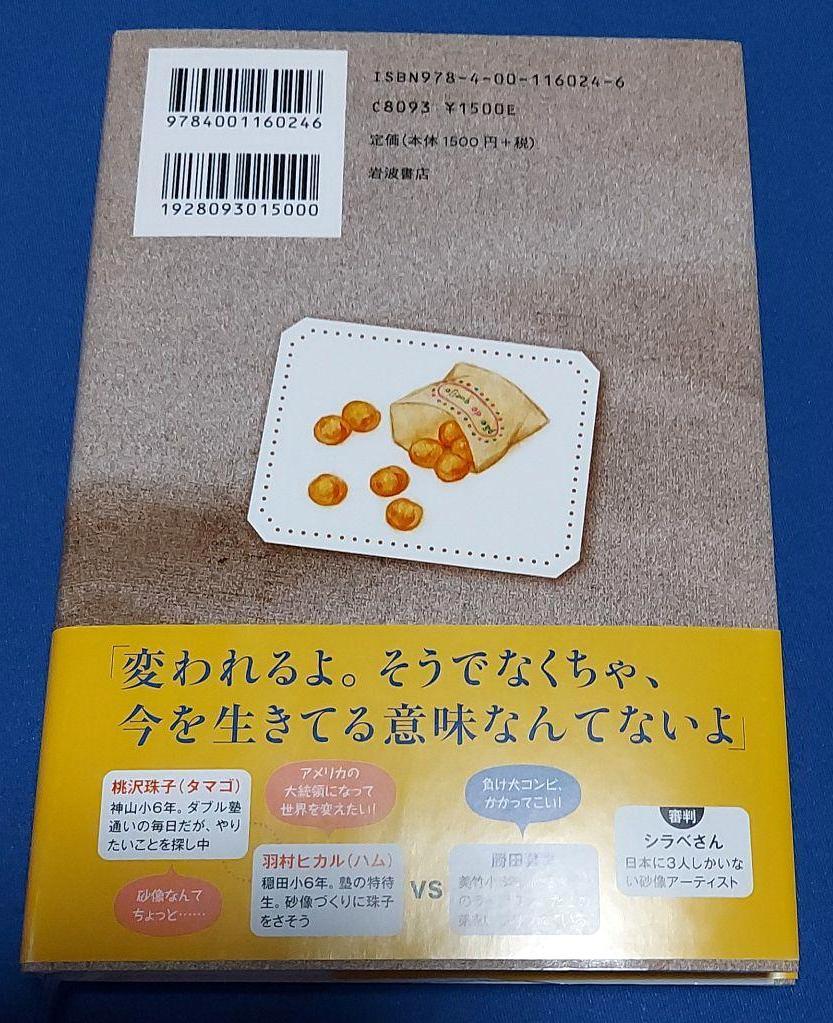 ISBN978-4-00-116024-6
C8093 ¥1500E
定価(本体1500円+税)
岩波書店
9784001160246
1928093015000
pão de queijo
「変われるよ。そうでなくちゃ、
今を生きてる意味なんてないよ」
桃沢珠子(タマゴ)
神山小6年。ダブル塾
通いの毎日だが、やり
たいことを探し中
砂像なんて
ちょっと……
アメリカの
大統領になって
世界を変えたい!
羽村ヒカル(ハム)
穏田小6年。塾の特待
生。砂像づくりに珠子
をさそう
VS
負け犬コンビ、
かかってこい!
勝田
美竹小
審判
シラベさん
日本に3人しかいな
い砂像アーティスト